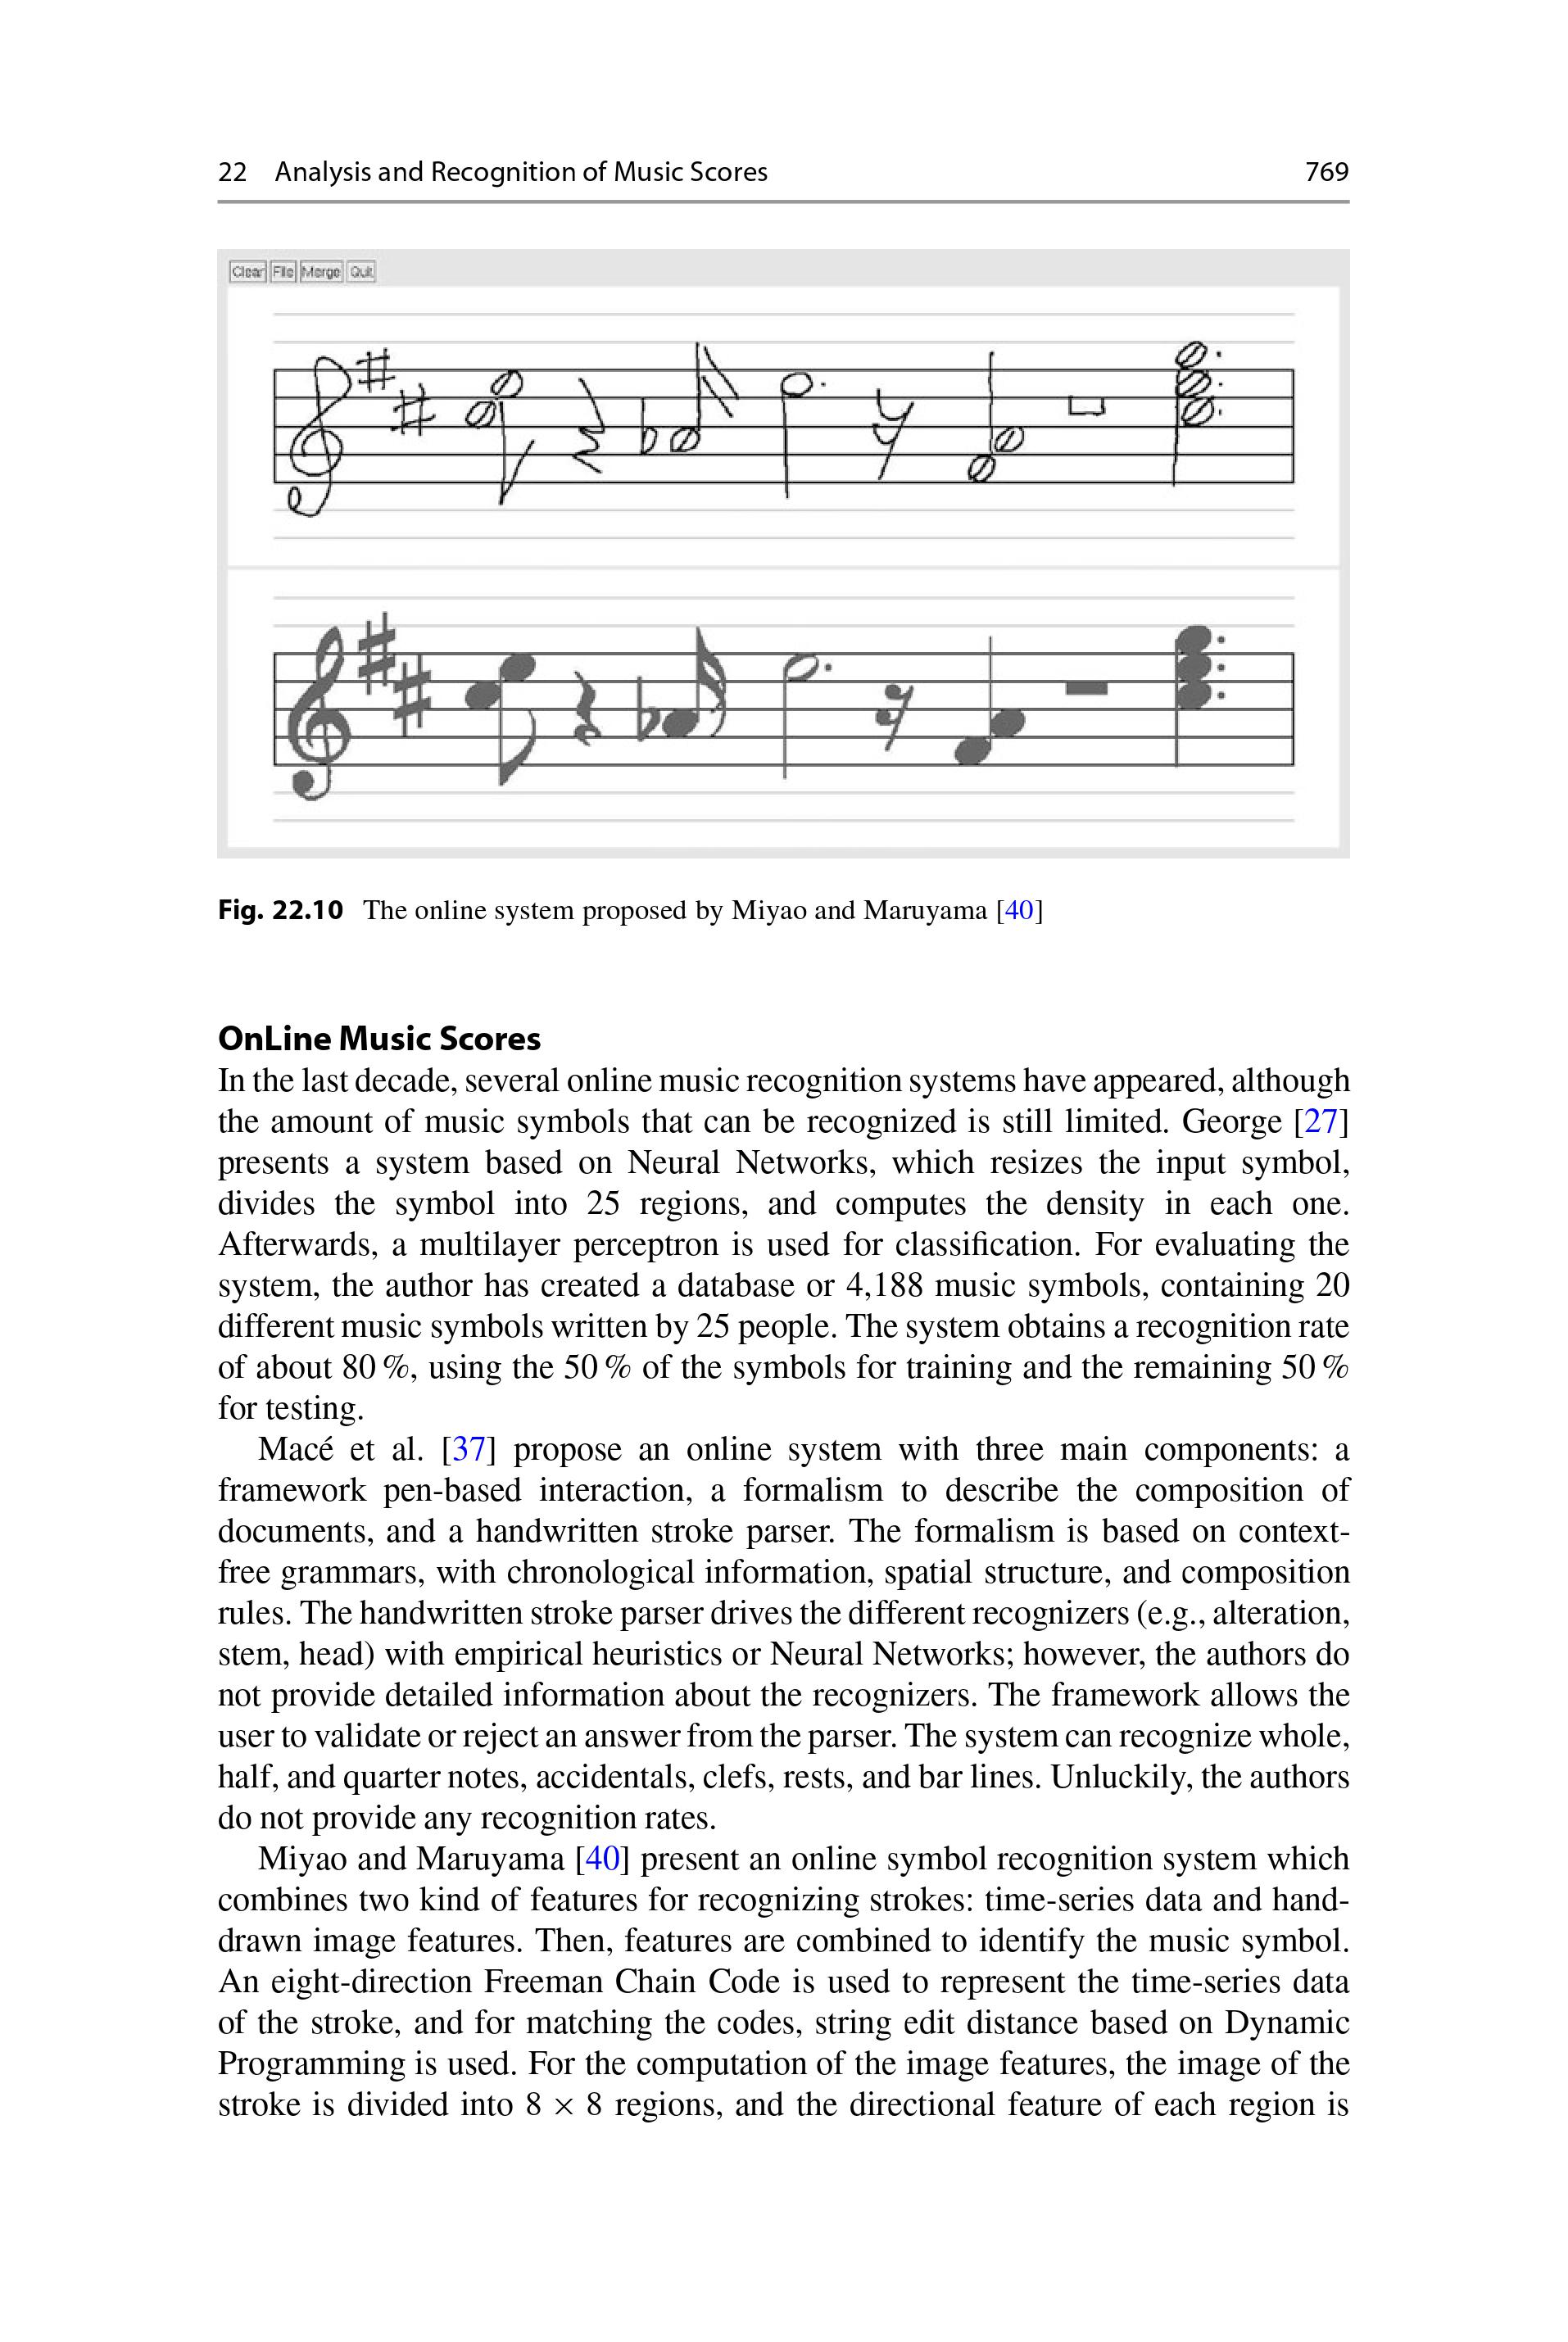 22 Analysis and Recognition of Music Scores 769
Clear File Merge Quit
Fig. 22.10 The online system proposed by Miyao and Maruyama [40]
OnLine Music Scores
In the last decade, several online music recognition systems have appeared, although
the amount of music symbols that can be recognized is still limited. George [27]
presents a system based on Neural Networks, which resizes the input symbol,
divides the symbol into 25 regions, and computes the density in each one.
Afterwards, a multilayer perceptron is used for classification. For evaluating the
system, the author has created a database or 4,188 music symbols, containing 20
different music symbols written by 25 people. The system obtains a recognition rate
of about 80 %, using the 50 % of the symbols for training and the remaining 50 %
for testing.
Macé et al. [37] propose an online system with three main components: a
framework pen-based interaction, a formalism to describe the composition of
documents, and a handwritten stroke parser. The formalism is based on context-
free grammars, with chronological information, spatial structure, and composition
rules. The handwritten stroke parser drives the different recognizers (e.g., alteration,
stem, head) with empirical heuristics or Neural Networks; however, the authors do
not provide detailed information about the recognizers. The framework allows the
user to validate or reject an answer from the parser. The system can recognize whole,
half, and quarter notes, accidentals, clefs, rests, and bar lines. Unluckily, the authors
do not provide any recognition rates.
Miyao and Maruyama [40] present an online symbol recognition system which
combines two kind of features for recognizing strokes: time-series data and hand-
drawn image features. Then, features are combined to identify the music symbol.
An eight-direction Freeman Chain Code is used to represent the time-series data
of the stroke, and for matching the codes, string edit distance based on Dynamic
Programming is used. For the computation of the image features, the image of the
stroke is divided into 8 × 8 regions, and the directional feature of each region is